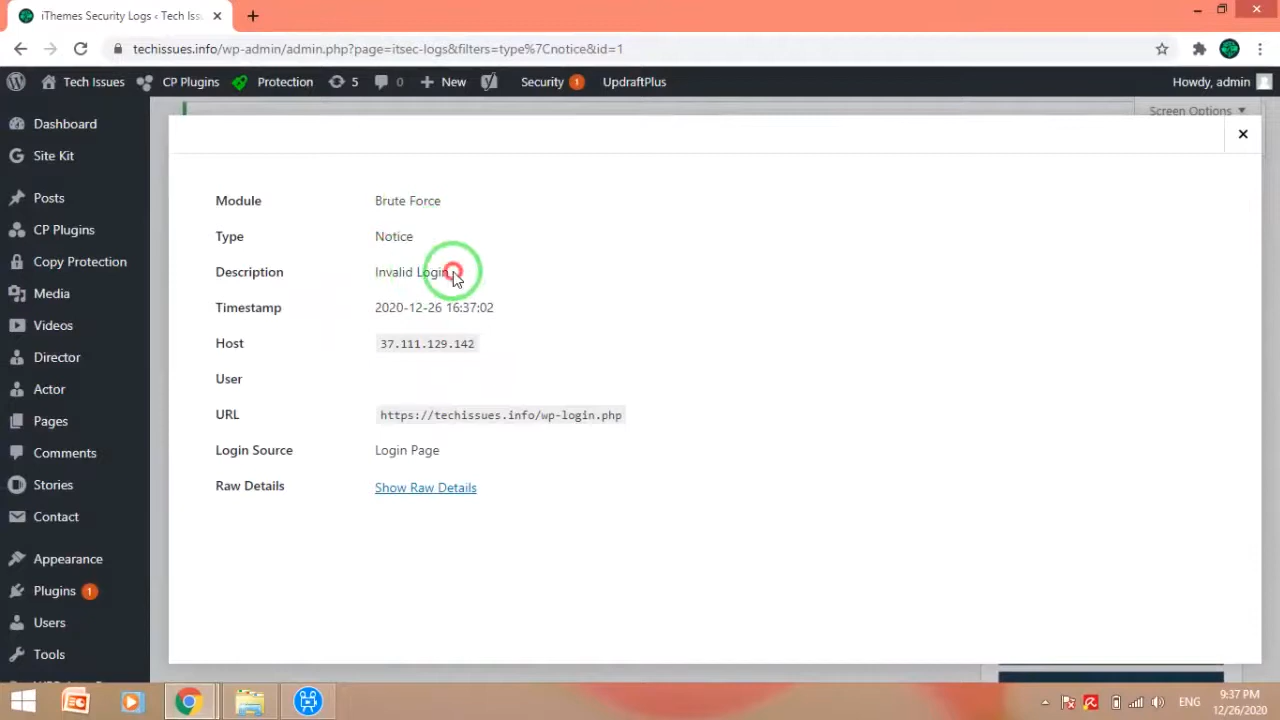 iThemes Security Logs ‹ Tech Iss
techissues.info/wp-admin/admin.php?page=itsec-logs&filters=type%7Cnotice&id=1
Tech Issues CP Plugins Protection 5 0 New Security 1 UpdraftPlus Howdy, admin
Screen Options
Dashboard
Site Kit
Posts
CP Plugins
Copy Protection
Media
Videos
Director
Actor
Pages
Comments
Stories
Contact
Appearance
Plugins 1
Users
Tools
Module Brute Force
Type Notice
Description Invalid Login
Timestamp 2020-12-26 16:37:02
Host 37.111.129.142
User
URL https://techissues.info/wp-login.php
Login Source Login Page
Raw Details Show Raw Details
ENG
9:37 PM
12/26/2020